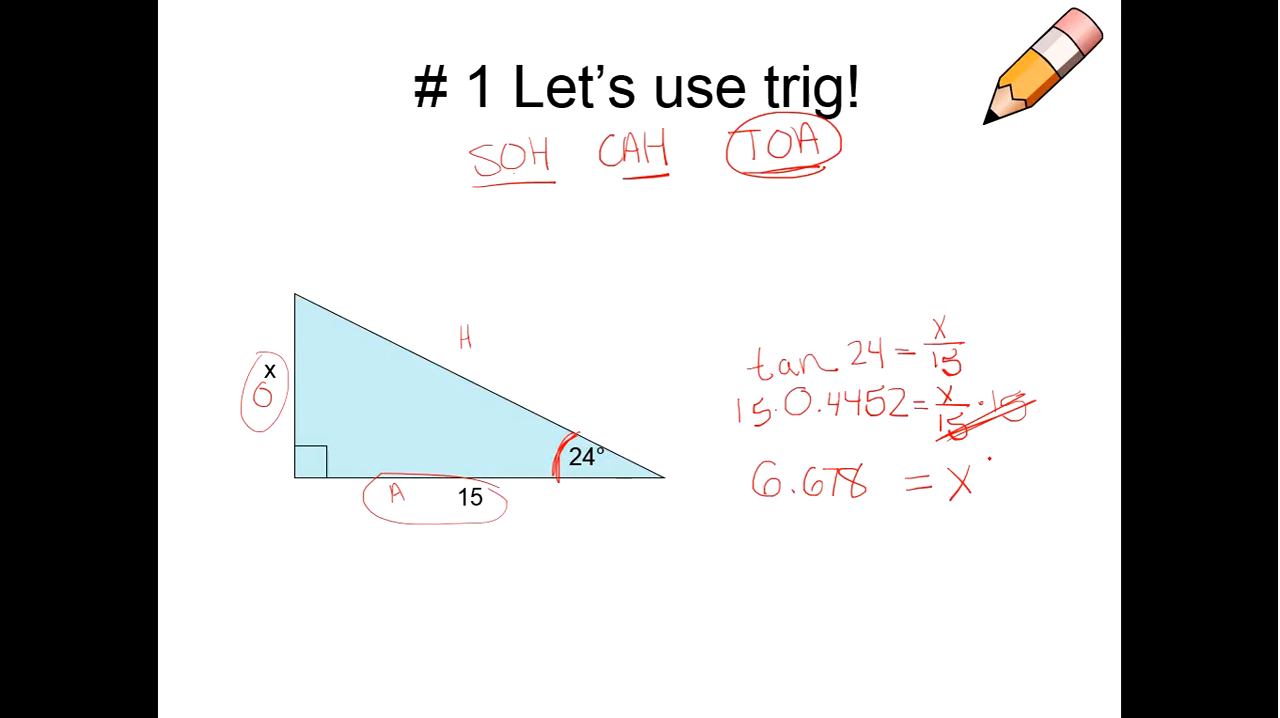 # 1 Let's use trig!
SOH CAH TOA
H
x
O
24°
A 15
tan 24 = x/15
15·0.4452 = x/15 · 15
6.678 = x